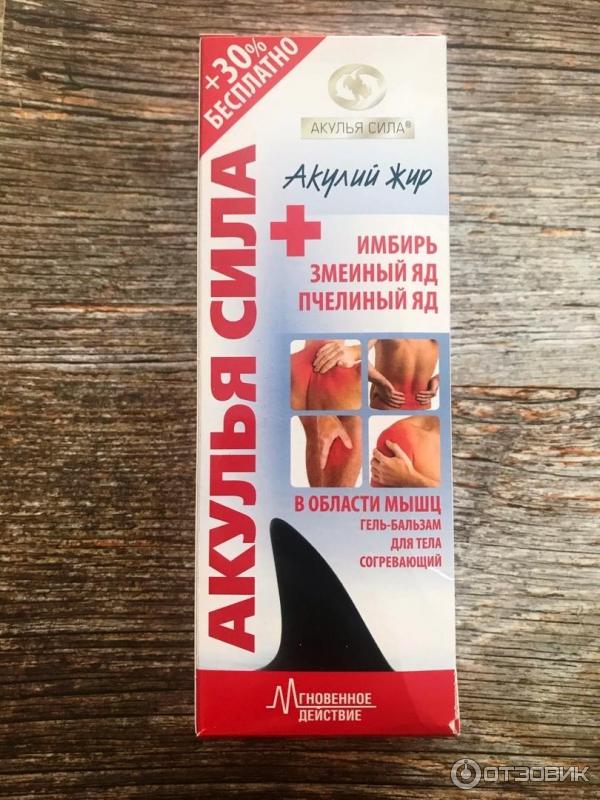 +30%
БЕСПЛАТНО
АКУЛЬЯ СИЛА®
Акулий Жир
АКУЛЬЯ СИЛА
ИМБИРЬ
ЗМЕИНЫЙ ЯД
ПЧЕЛИНЫЙ ЯД
В ОБЛАСТИ МЫШЦ
ГЕЛЬ-БАЛЬЗАМ
ДЛЯ ТЕЛА
СОГРЕВАЮЩИЙ
МГНОВЕННОЕ
ДЕЙСТВИЕ
ОТЗОВИК